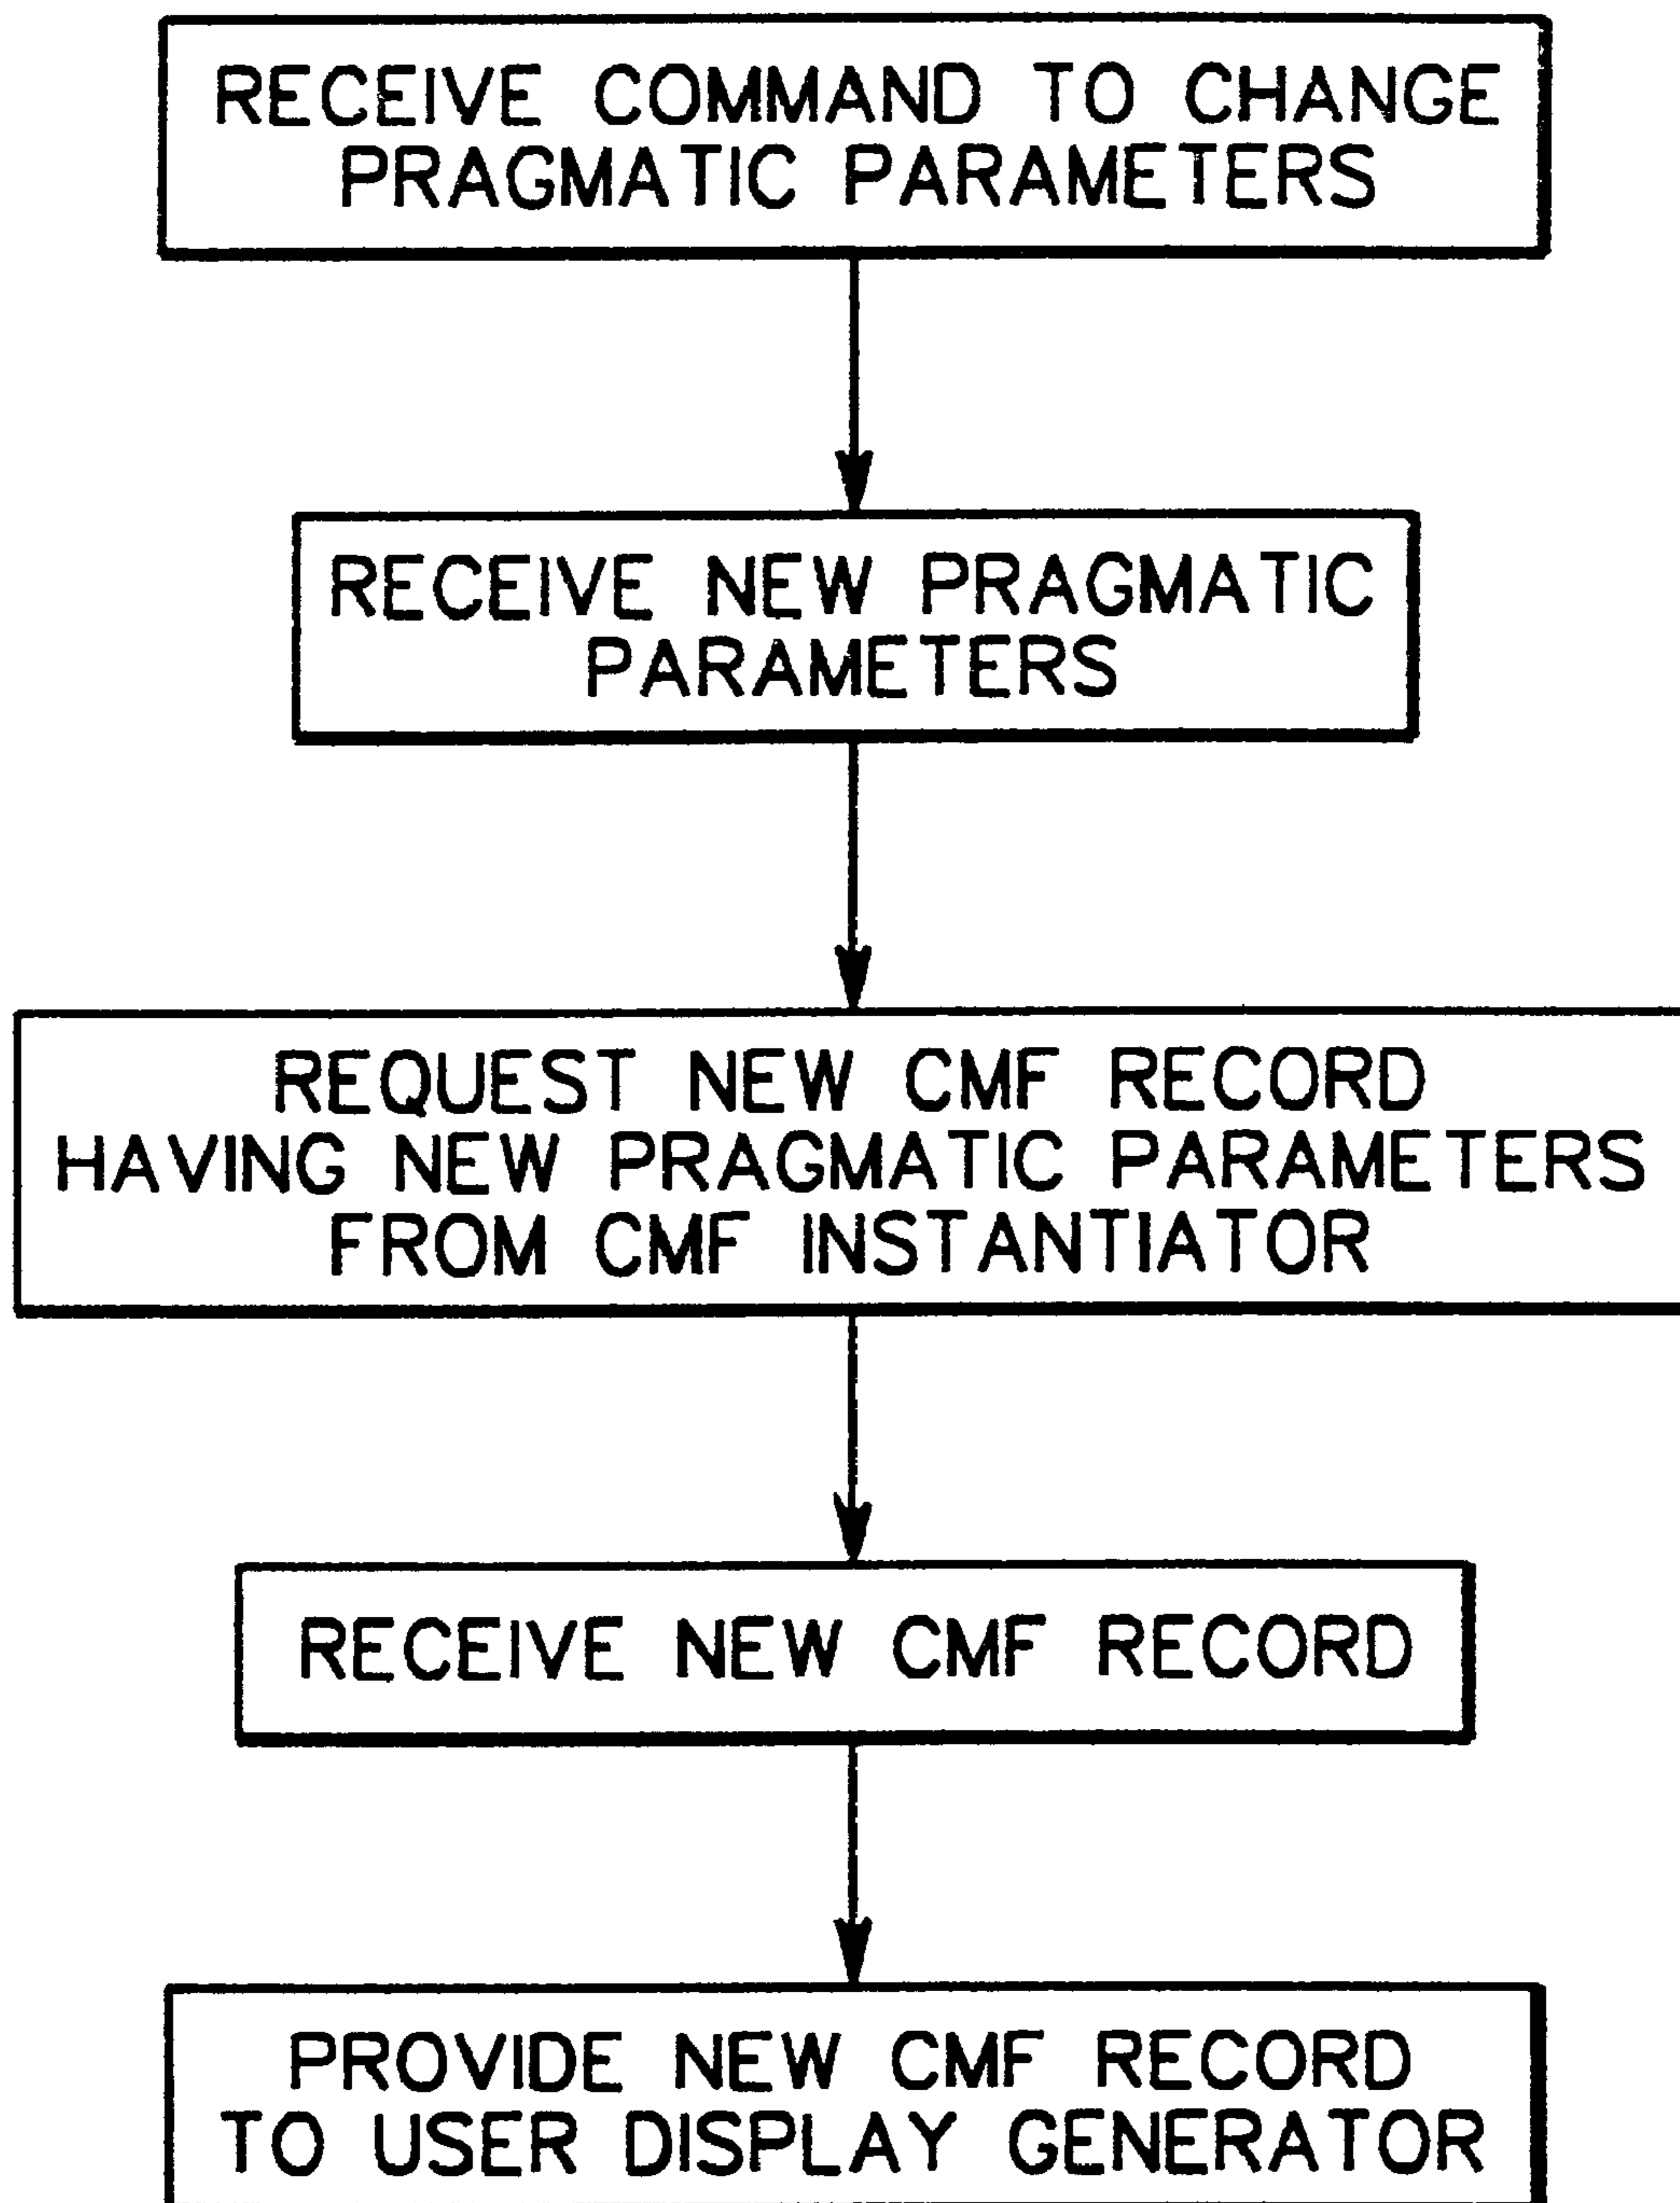 RECEIVE COMMAND TO CHANGE
PRAGMATIC PARAMETERS
RECEIVE NEW PRAGMATIC
PARAMETERS
REQUEST NEW CMF RECORD
HAVING NEW PRAGMATIC PARAMETERS
FROM CMF INSTANTIATOR
RECEIVE NEW CMF RECORD
PROVIDE NEW CMF RECORD
TO USER DISPLAY GENERATOR